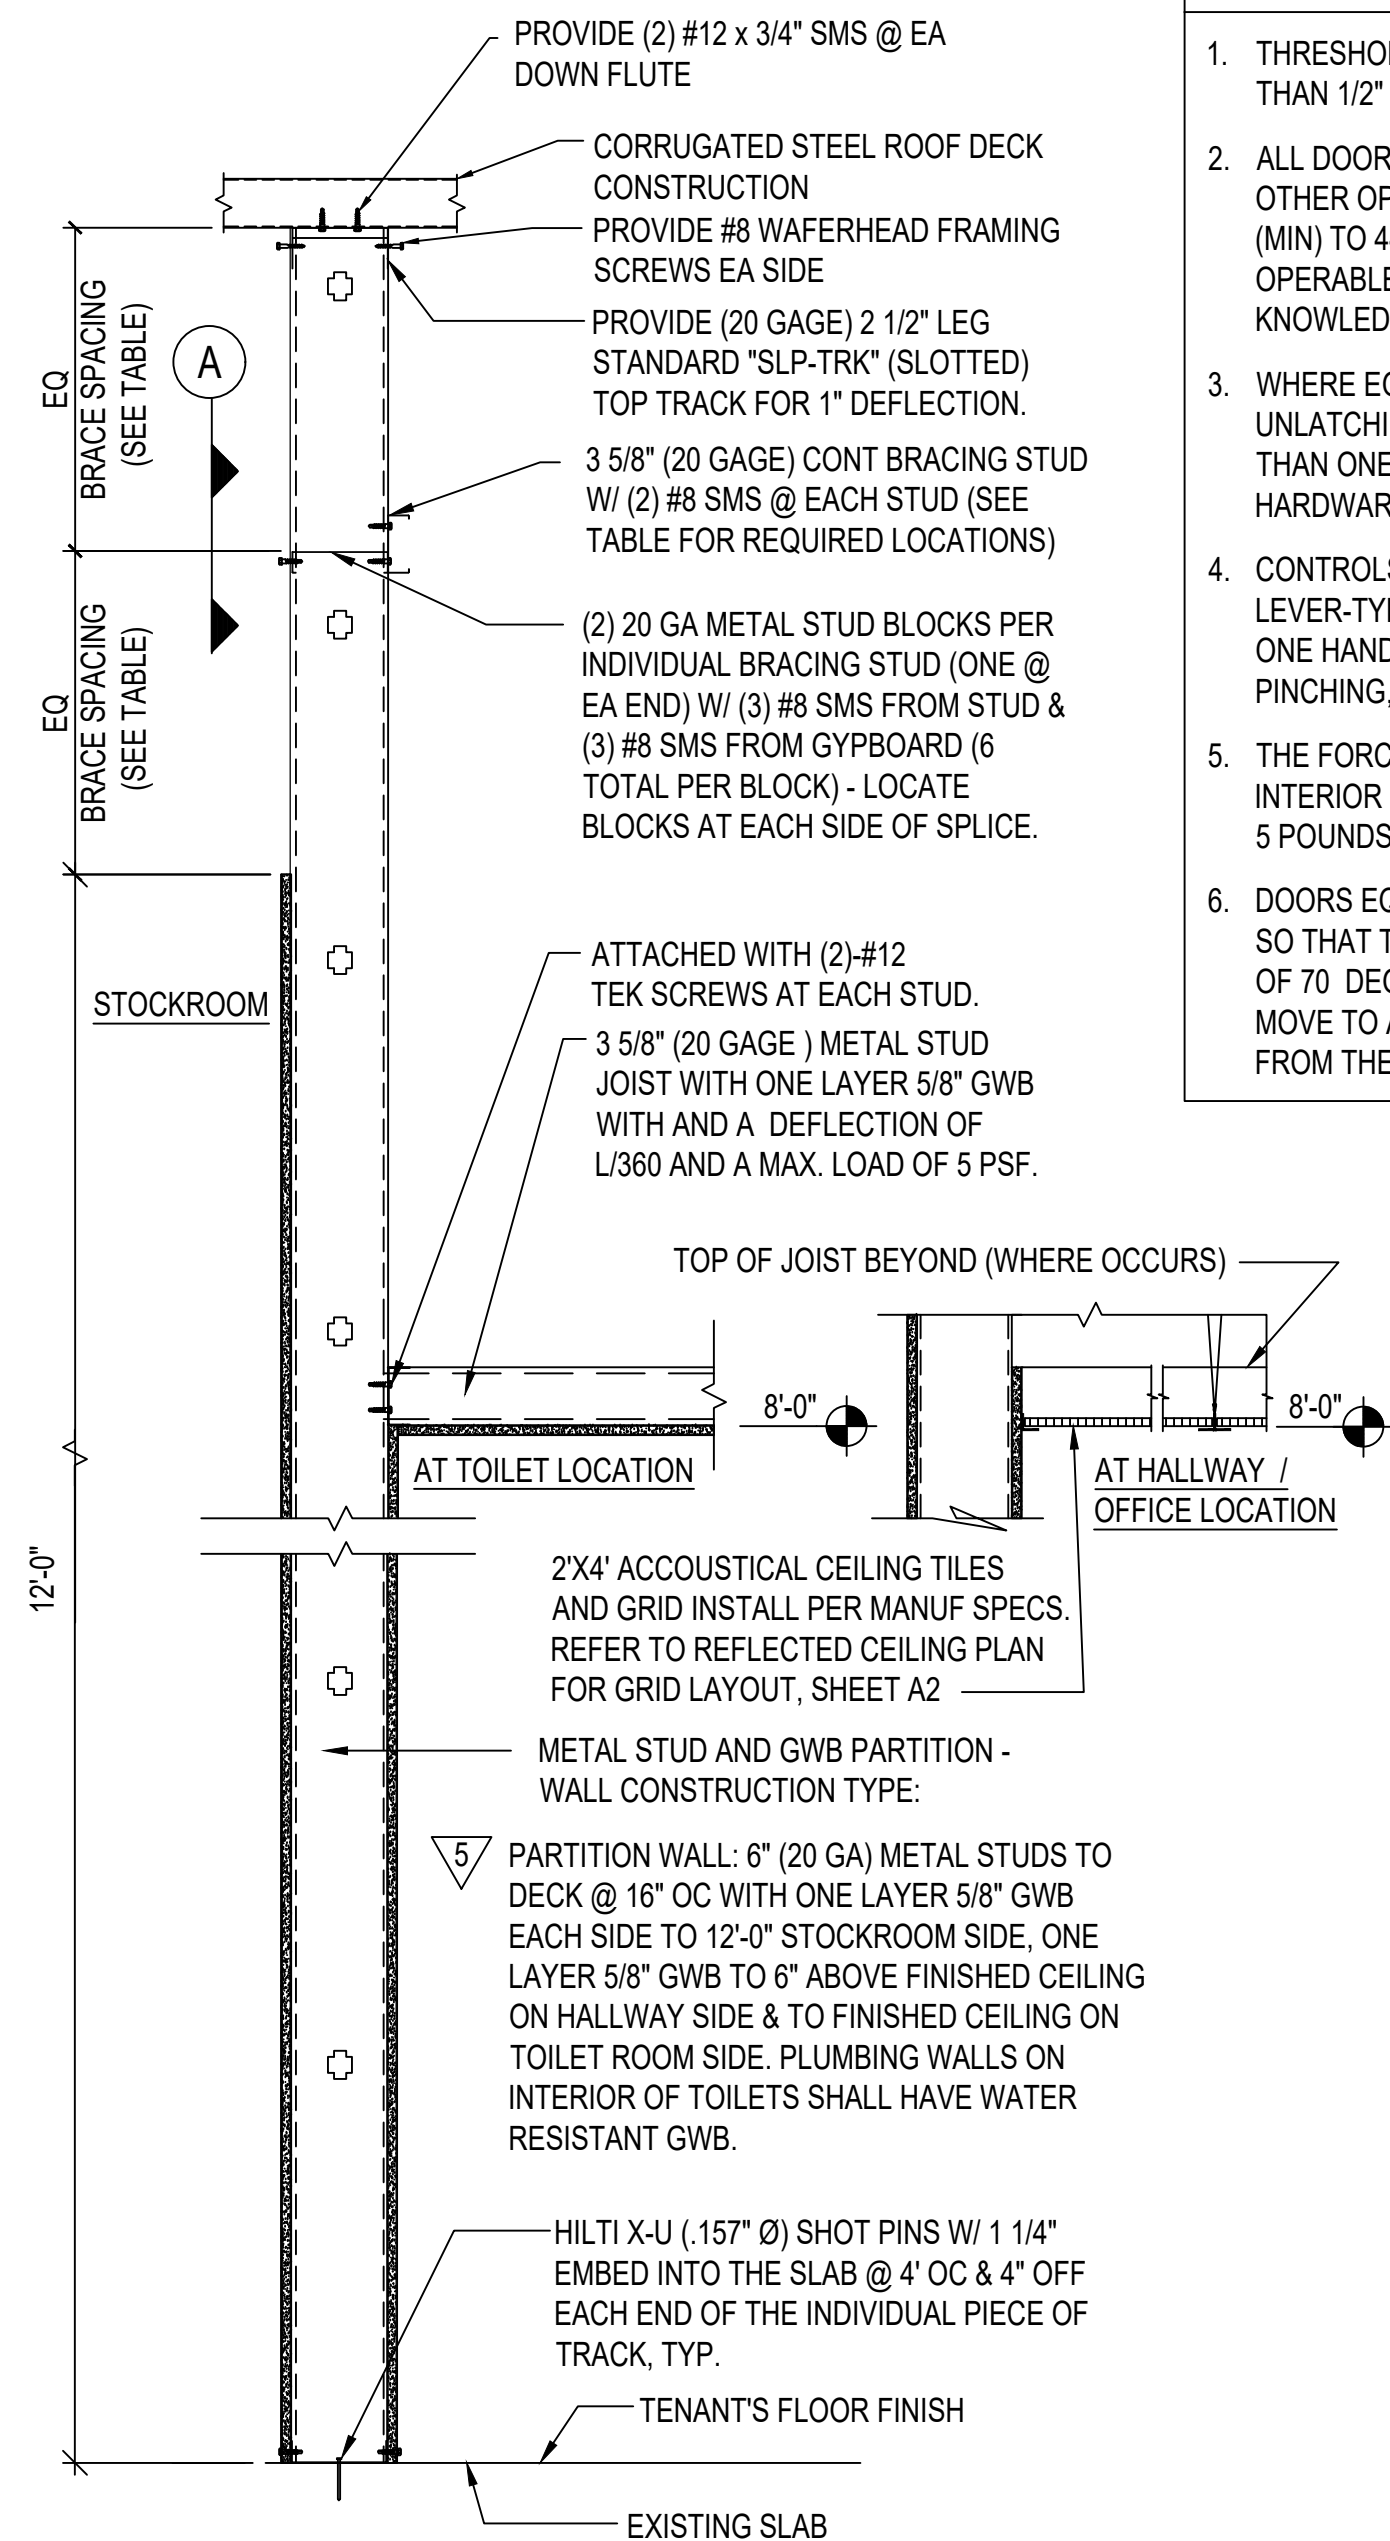 PROVIDE (2) #12 x 3/4" SMS @ EA
DOWN FLUTE
CORRUGATED STEEL ROOF DECK
CONSTRUCTION
PROVIDE #8 WAFERHEAD FRAMING
SCREWS EA SIDE
PROVIDE (20 GAGE) 2 1/2" LEG
STANDARD "SLP-TRK" (SLOTTED)
TOP TRACK FOR 1" DEFLECTION.
3 5/8" (20 GAGE) CONT BRACING STUD
W/ (2) #8 SMS @ EACH STUD (SEE
TABLE FOR REQUIRED LOCATIONS)
(2) 20 GA METAL STUD BLOCKS PER
INDIVIDUAL BRACING STUD (ONE @
EA END) W/ (3) #8 SMS FROM STUD &
(3) #8 SMS FROM GYPBOARD (6
TOTAL PER BLOCK) - LOCATE
BLOCKS AT EACH SIDE OF SPLICE.
EQ
BRACE SPACING
(SEE TABLE)
A
EQ
BRACE SPACING
(SEE TABLE)
STOCKROOM
ATTACHED WITH (2)-#12
TEK SCREWS AT EACH STUD.
3 5/8" (20 GAGE ) METAL STUD
JOIST WITH ONE LAYER 5/8" GWB
WITH AND A DEFLECTION OF
L/360 AND A MAX. LOAD OF 5 PSF.
TOP OF JOIST BEYOND (WHERE OCCURS)
8'-0"
8'-0"
AT TOILET LOCATION
AT HALLWAY /
OFFICE LOCATION
12'-0"
2'X4' ACCOUSTICAL CEILING TILES
AND GRID INSTALL PER MANUF SPECS.
REFER TO REFLECTED CEILING PLAN
FOR GRID LAYOUT, SHEET A2
METAL STUD AND GWB PARTITION -
WALL CONSTRUCTION TYPE:
5
PARTITION WALL: 6" (20 GA) METAL STUDS TO
DECK @ 16" OC WITH ONE LAYER 5/8" GWB
EACH SIDE TO 12'-0" STOCKROOM SIDE, ONE
LAYER 5/8" GWB TO 6" ABOVE FINISHED CEILING
ON HALLWAY SIDE & TO FINISHED CEILING ON
TOILET ROOM SIDE. PLUMBING WALLS ON
INTERIOR OF TOILETS SHALL HAVE WATER
RESISTANT GWB.
HILTI X-U (.157" Ø) SHOT PINS W/ 1 1/4"
EMBED INTO THE SLAB @ 4' OC & 4" OFF
EACH END OF THE INDIVIDUAL PIECE OF
TRACK, TYP.
TENANT'S FLOOR FINISH
EXISTING SLAB
1. 
THAN 1/2"
2. ALL
OTHER
(MIN) TO
3. WHERE
THAN
4.
ONE
PINCHING,
5. THE
INTERIOR
5 POUNDS
6. DOORS
SO THAT
OF 70
MOVE TO
FROM THE